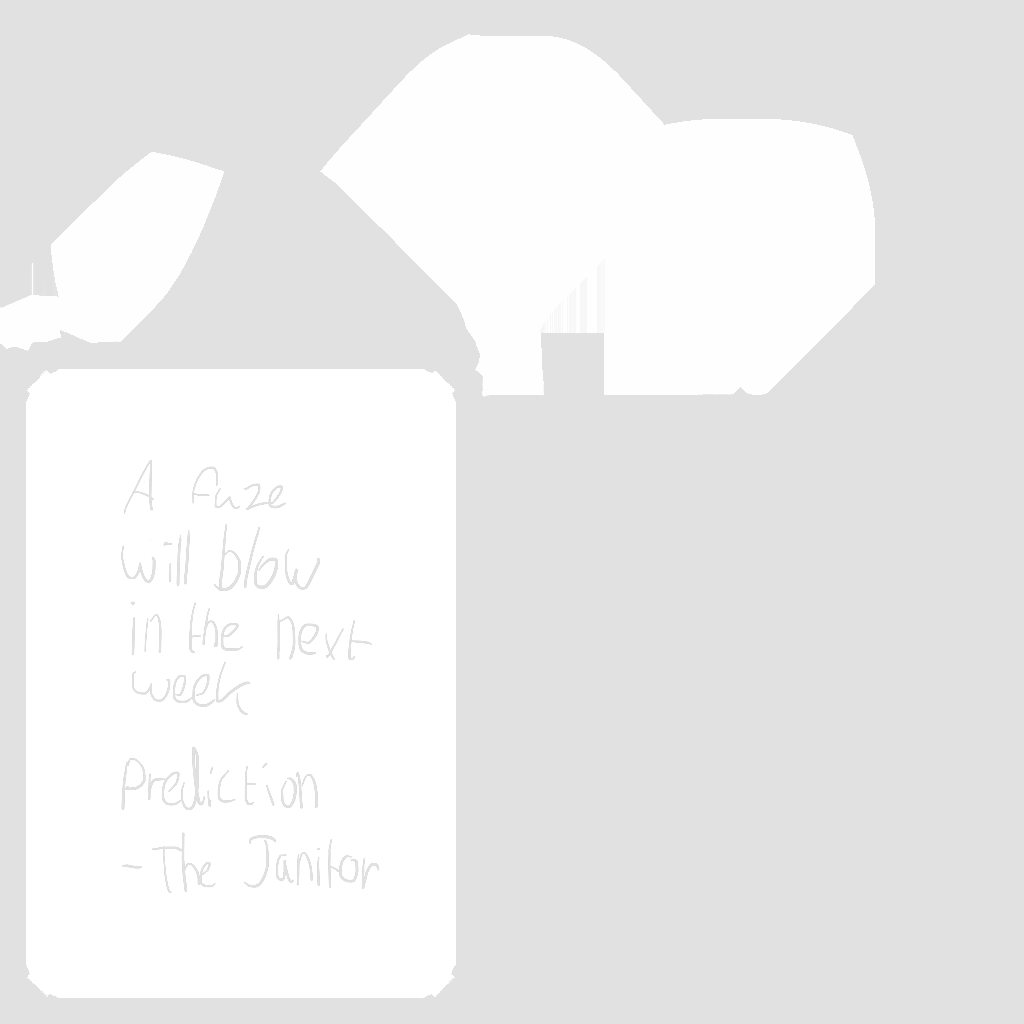 A fuze
will blow
in the next
week
Prediction
- The Janitor